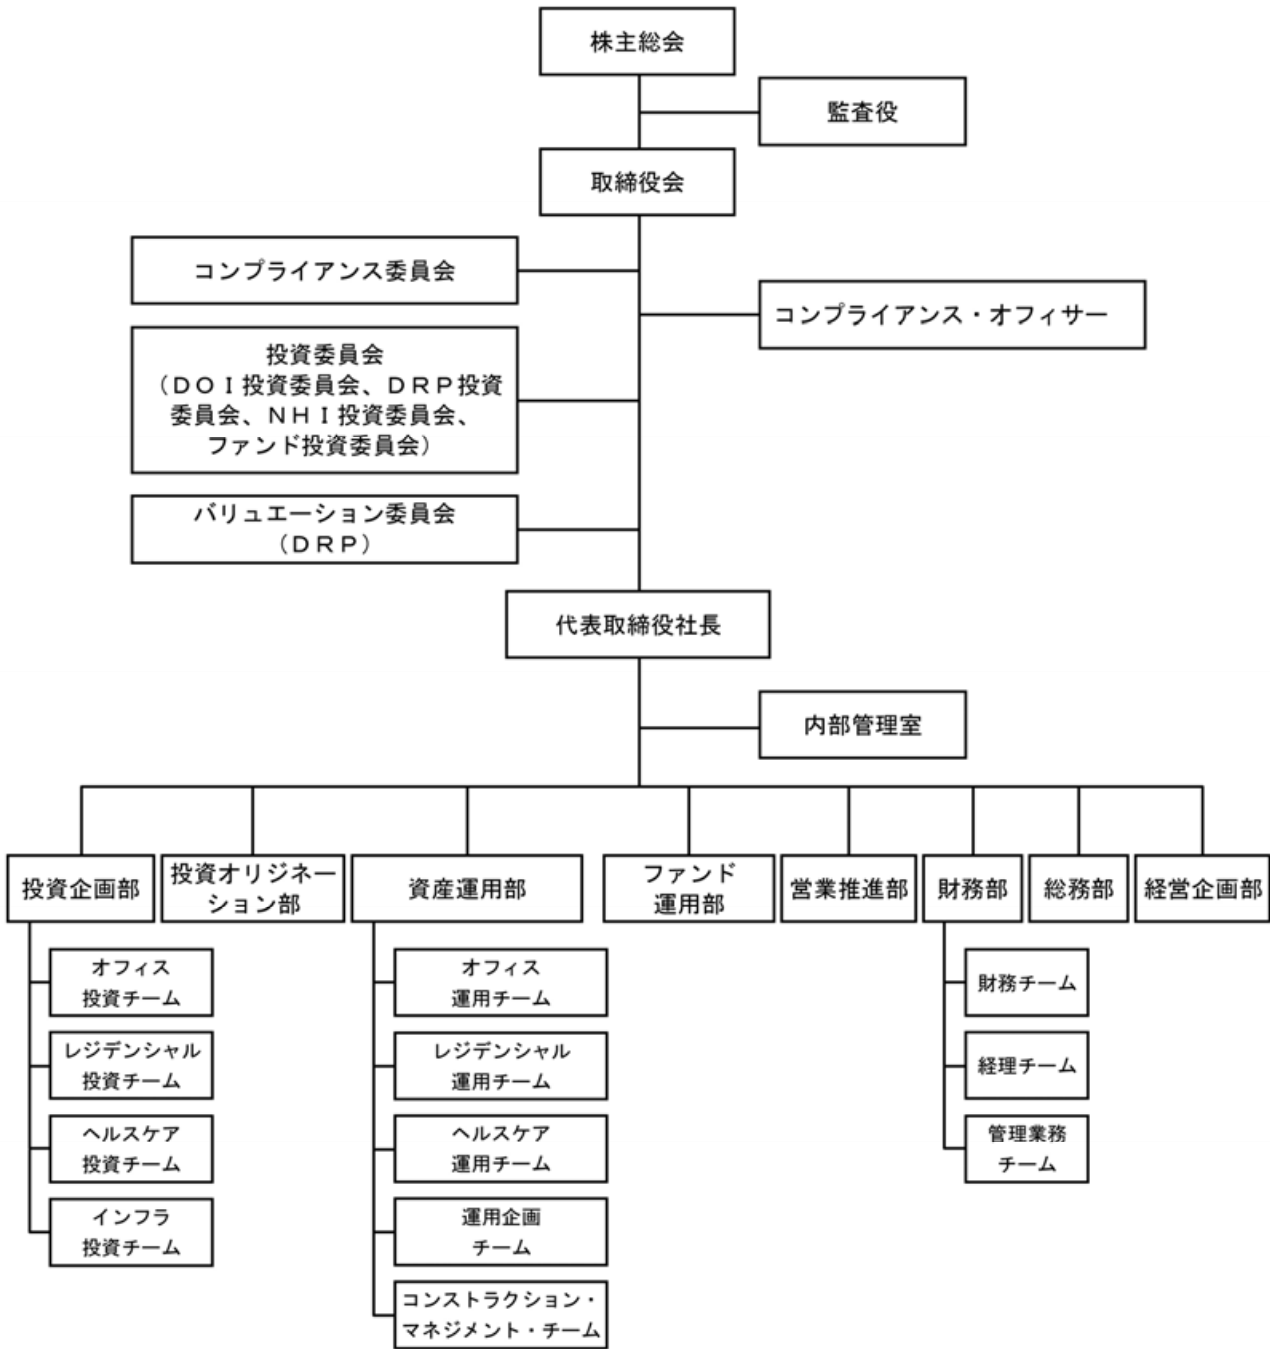 株主総会
監査役
取締役会
コンプライアンス委員会
コンプライアンス・オフィサー
投資委員会
（ＤＯＩ投資委員会、ＤＲＰ投資
委員会、ＮＨＩ投資委員会、
ファンド投資委員会）
バリュエーション委員会
（ＤＲＰ）
代表取締役社長
内部管理室
投資企画部
投資オリジネー
ション部
資産運用部
ファンド
運用部
営業推進部
財務部
総務部
経営企画部
オフィス
投資チーム
レジデンシャル
投資チーム
ヘルスケア
投資チーム
インフラ
投資チーム
オフィス
運用チーム
レジデンシャル
運用チーム
ヘルスケア
運用チーム
運用企画
チーム
コンストラクション・
マネジメント・チーム
財務チーム
経理チーム
管理業務
チーム